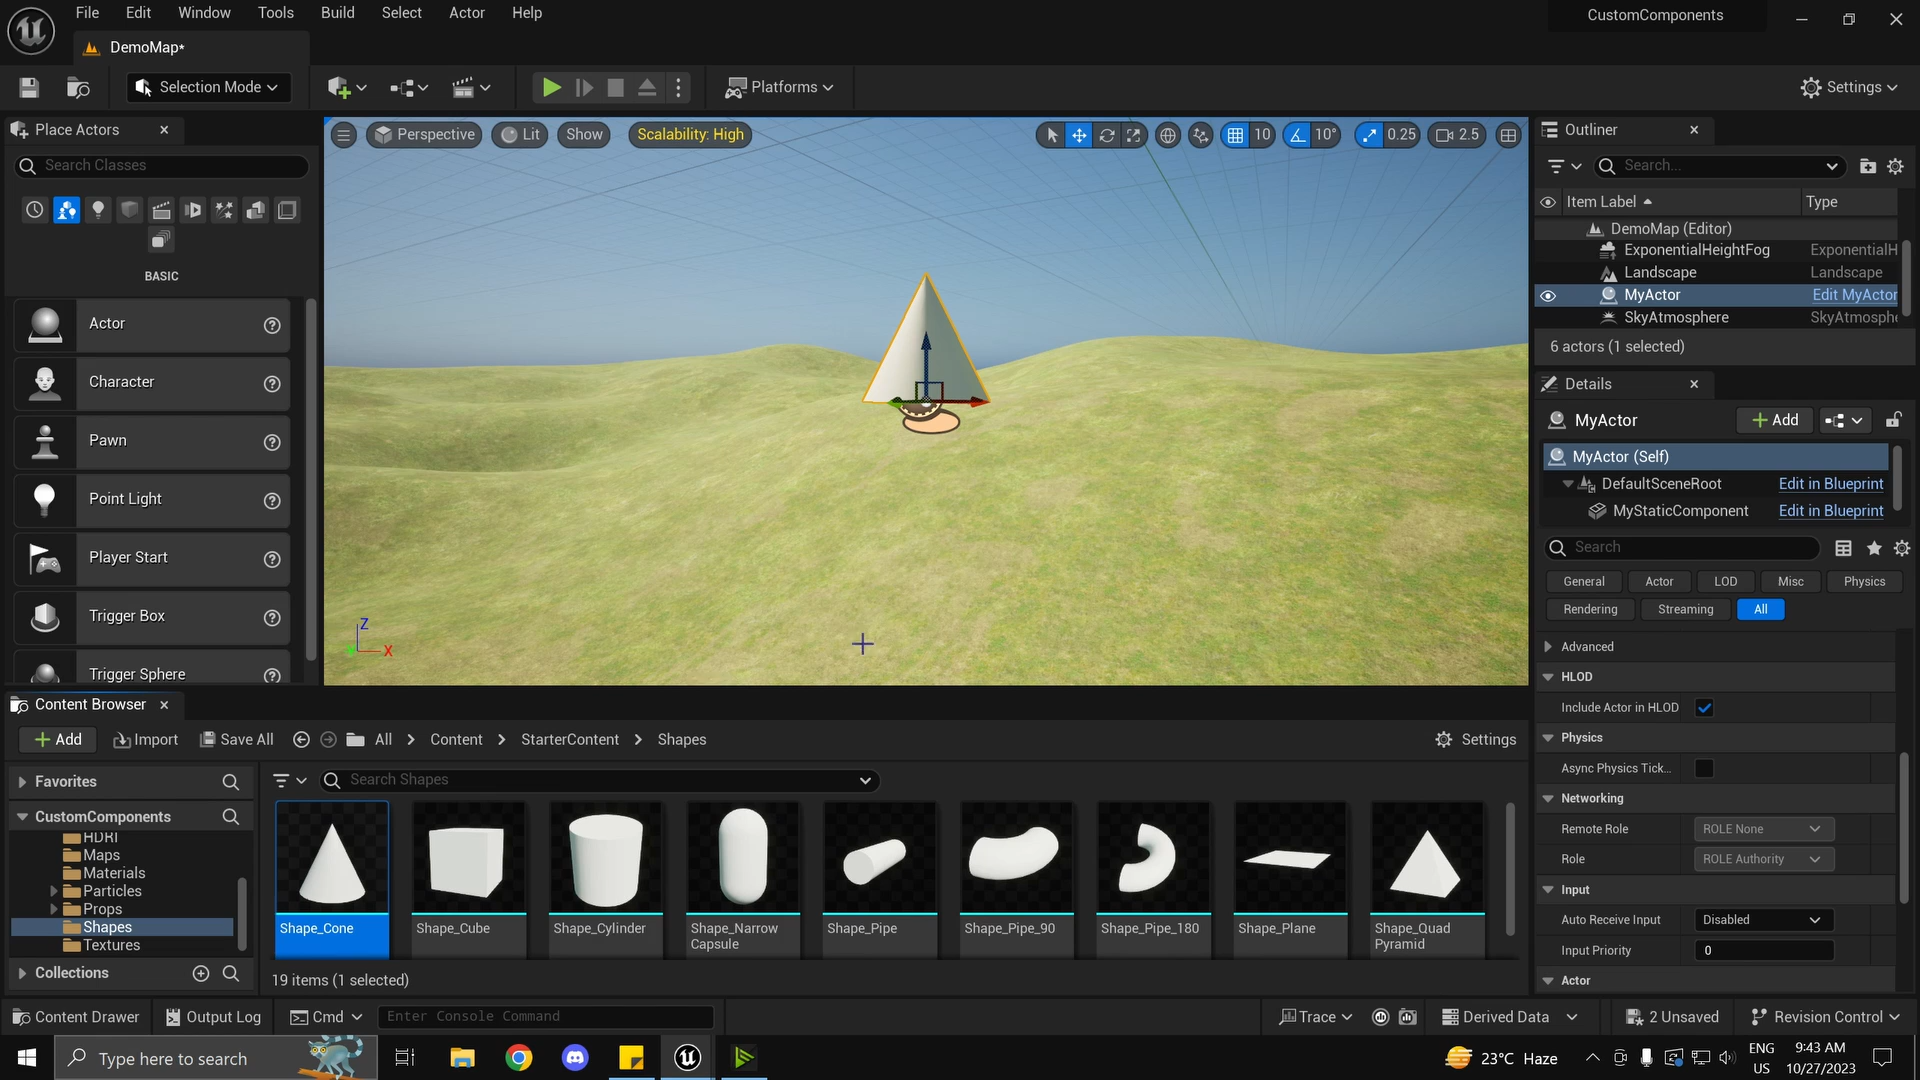 File Edit Window Tools Build Select Actor Help
CustomComponents
DemoMap*
Selection Mode
Platforms
Settings
Place Actors
Search Classes
BASIC
Actor
Character
Pawn
Point Light
Player Start
Trigger Box
Trigger Sphere
Perspective Lit Show Scalability: High
10 10° 0.25 2.5
Z
X
Outliner
Search...
Item Label Type
DemoMap (Editor)
ExponentialHeightFog ExponentialH
Landscape Landscape
MyActor Edit MyActor
SkyAtmosphere SkyAtmosphe
6 actors (1 selected)
Details
MyActor
Add
MyActor (Self)
DefaultSceneRoot Edit in Blueprint
MyStaticComponent Edit in Blueprint
Search
General Actor LOD Misc Physics
Rendering Streaming All
Advanced
HLOD
Include Actor in HLOD
Physics
Async Physics Tick...
Networking
Remote Role ROLE None
Role ROLE Authority
Input
Auto Receive Input Disabled
Input Priority 0
Actor
Content Browser
Add Import Save All All > Content > StarterContent > Shapes Settings
Favorites
Search Shapes
CustomComponents
HDRI
Maps
Materials
Particles
Props
Shapes
Textures
Collections
Shape_Cone
Shape_Cube
Shape_Cylinder
Shape_Narrow
Capsule
Shape_Pipe
Shape_Pipe_90
Shape_Pipe_180
Shape_Plane
Shape_Quad
Pyramid
19 items (1 selected)
Content Drawer Output Log Cmd Enter Console Command Trace Derived Data 2 Unsaved Revision Control
Type here to search
23°C Haze
ENG
US
9:43 AM
10/27/2023